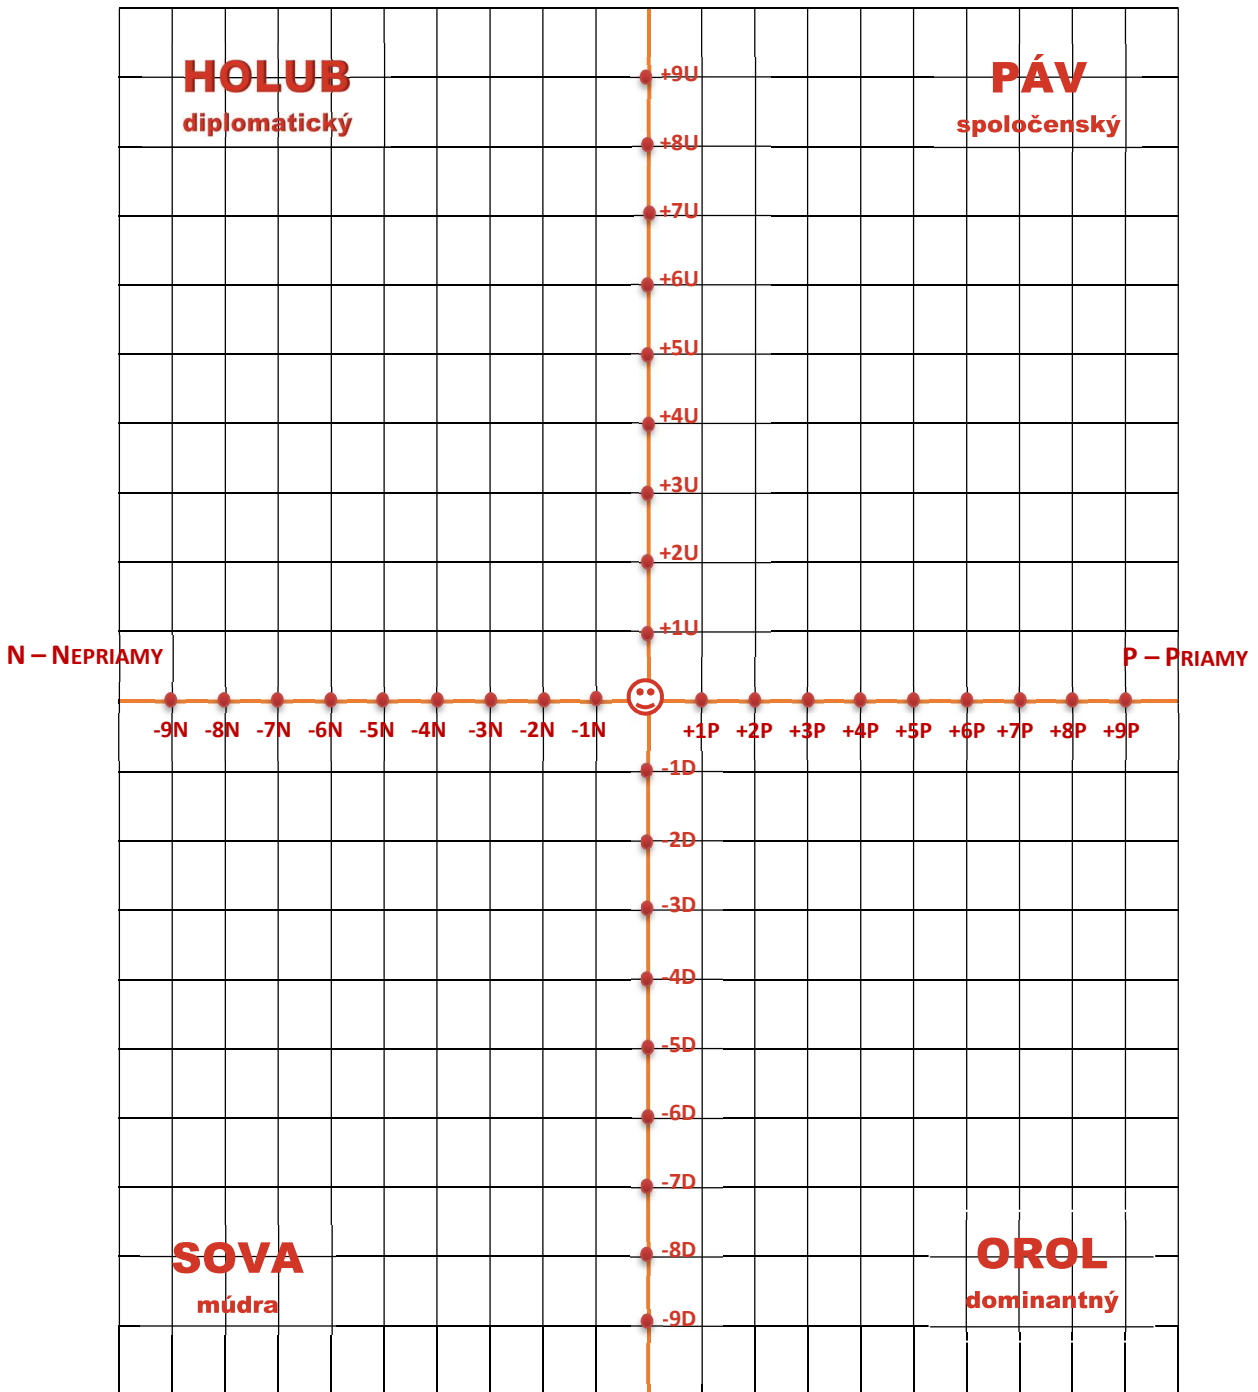 HOLUB
diplomatický
PÁV
spoločenský
+9U
+8U
+7U
+6U
+5U
+4U
+3U
+2U
+1U
N – NEPRIAMY
P – PRIAMY
-9N -8N -7N -6N -5N -4N -3N -2N -1N +1P +2P +3P +4P +5P +6P +7P +8P +9P
-1D
-2D
-3D
-4D
-5D
-6D
-7D
-8D
-9D
SOVA
múdra
OROL
dominantný